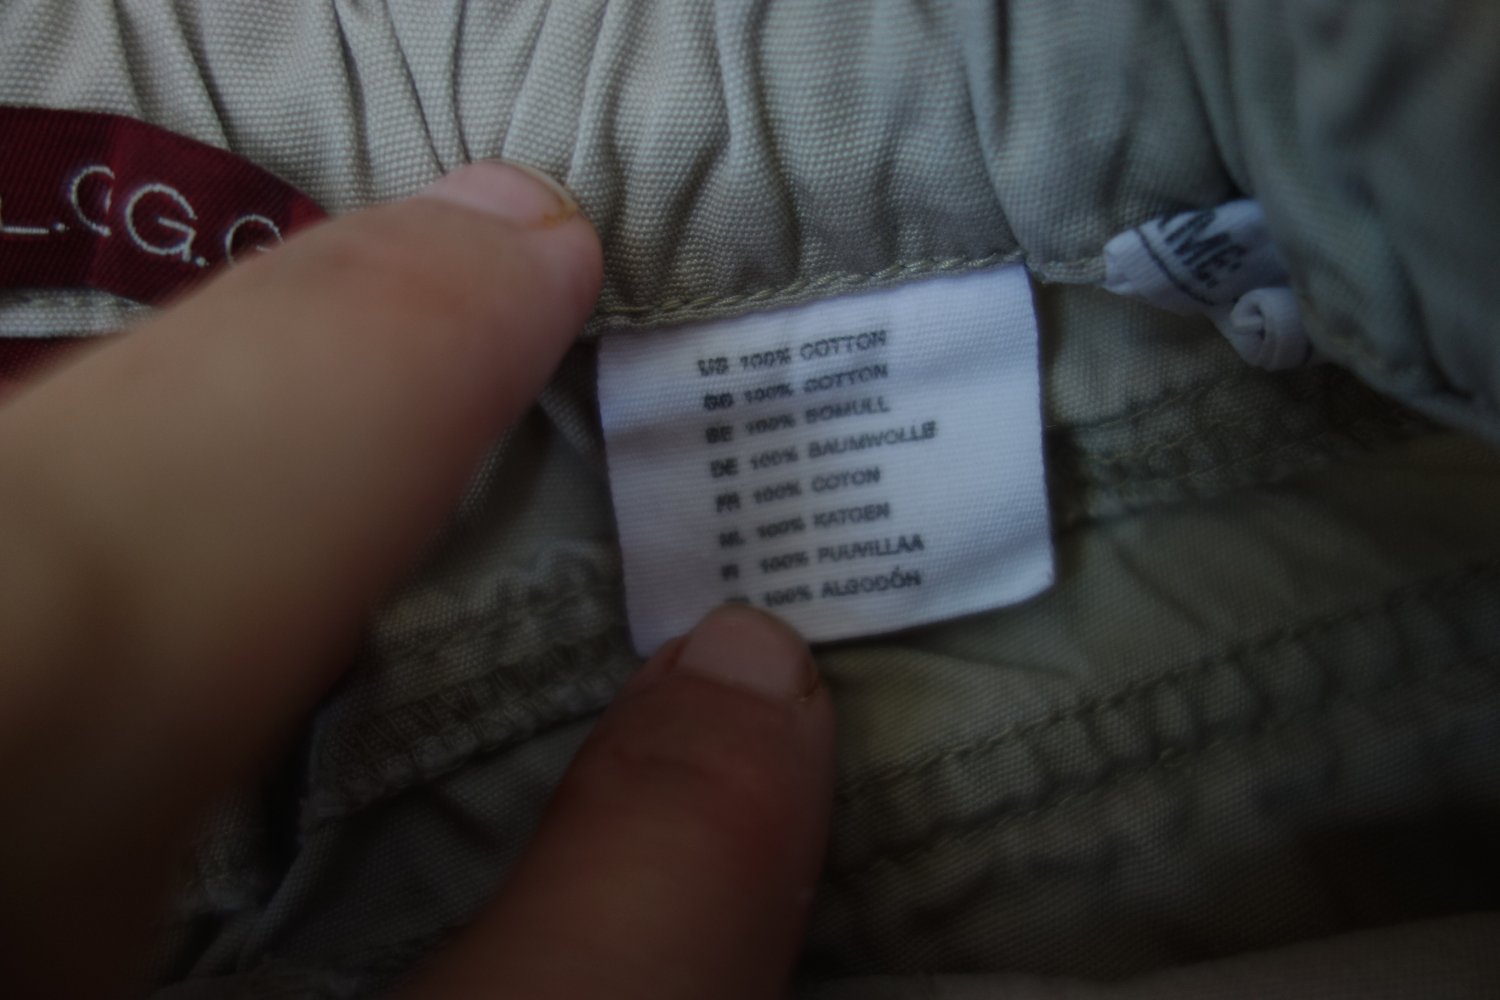 L.O.G.G
ME:
US 100% COTTON
GB 100% COTTON
SE 100% BOMULL
DE 100% BAUMWOLLE
FR 100% COTON
NL 100% KATOEN
FI 100% PUUVILLAA
100% ALGODÓN